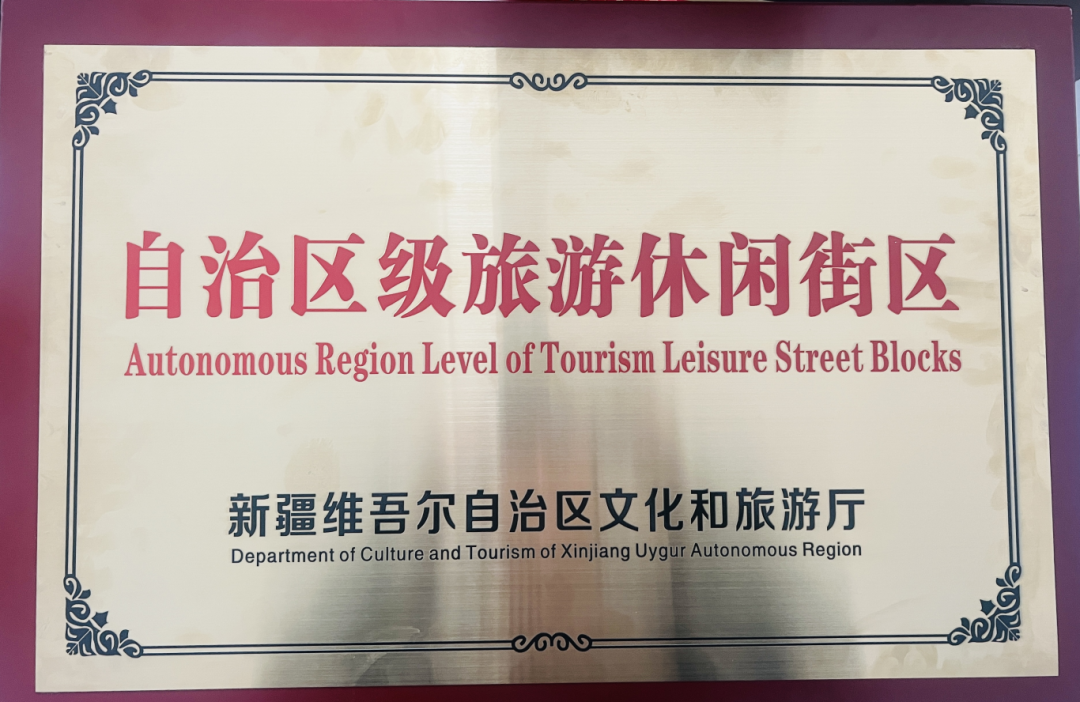 自治区级旅游休闲街区
Autonomous Region Level of Tourism Leisure Street Blocks
新疆维吾尔自治区文化和旅游厅
Department of Culture and Tourism of Xinjiang Uygur Autonomous Region